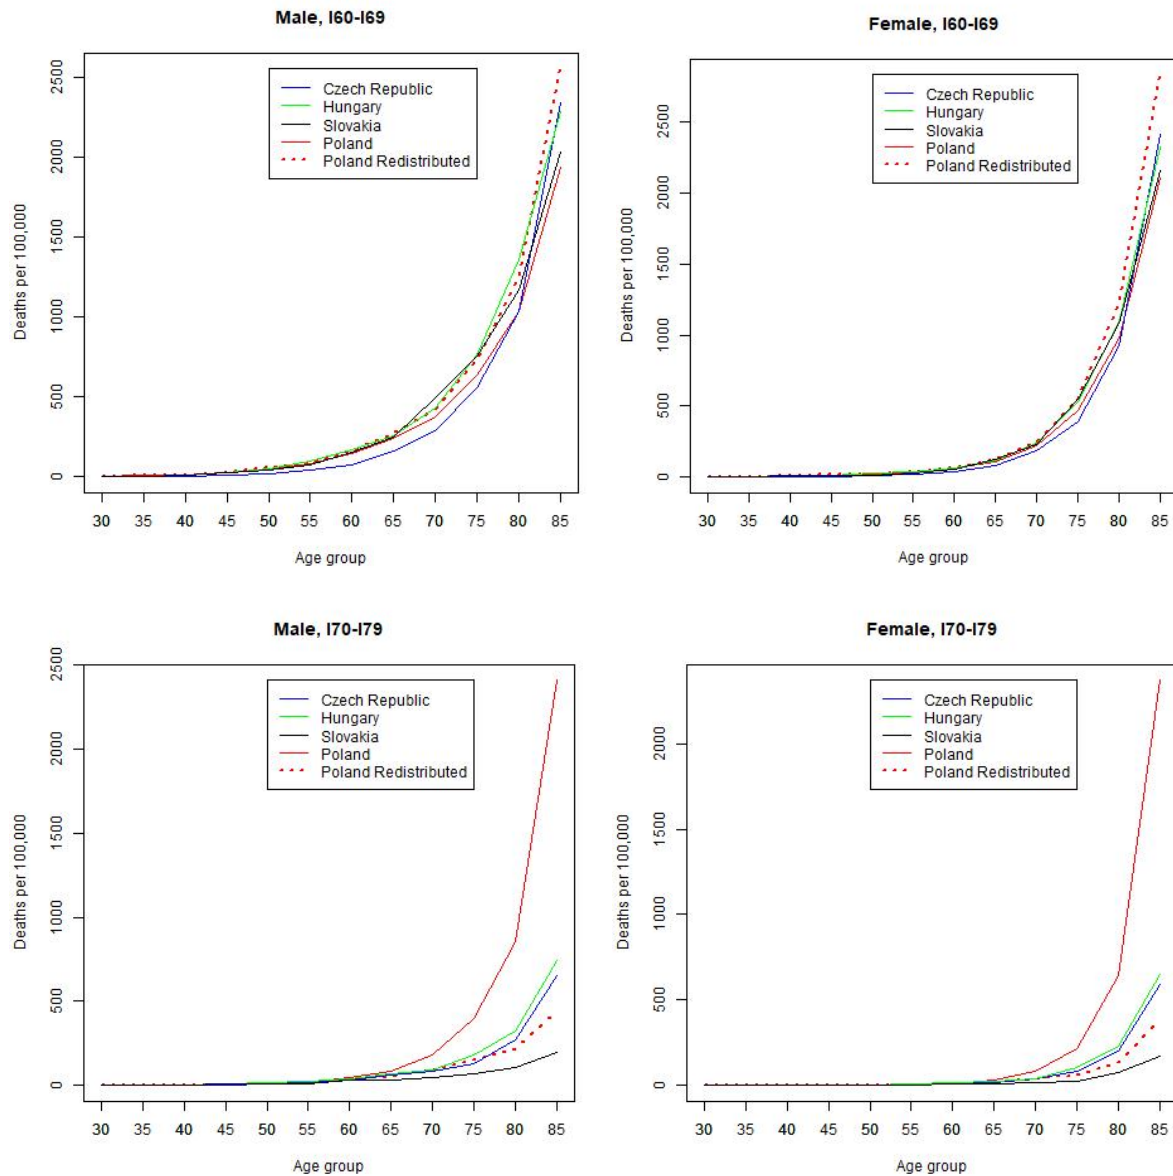 Male, I60-I69
Deaths per 100,000
2500
2000
1500
1000
500
0
Czech Republic
Hungary
Slovakia
Poland
Poland Redistributed
30 35 40 45 50 55 60 65 70 75 80 85
Age group
Female, I60-I69
Deaths per 100,000
2500
2000
1500
1000
500
0
Czech Republic
Hungary
Slovakia
Poland
Poland Redistributed
30 35 40 45 50 55 60 65 70 75 80 85
Age group
Male, I70-I79
Deaths per 100,000
2500
2000
1500
1000
500
0
Czech Republic
Hungary
Slovakia
Poland
Poland Redistributed
30 35 40 45 50 55 60 65 70 75 80 85
Age group
Female, I70-I79
Deaths per 100,000
2000
1500
1000
500
0
Czech Republic
Hungary
Slovakia
Poland
Poland Redistributed
30 35 40 45 50 55 60 65 70 75 80 85
Age group